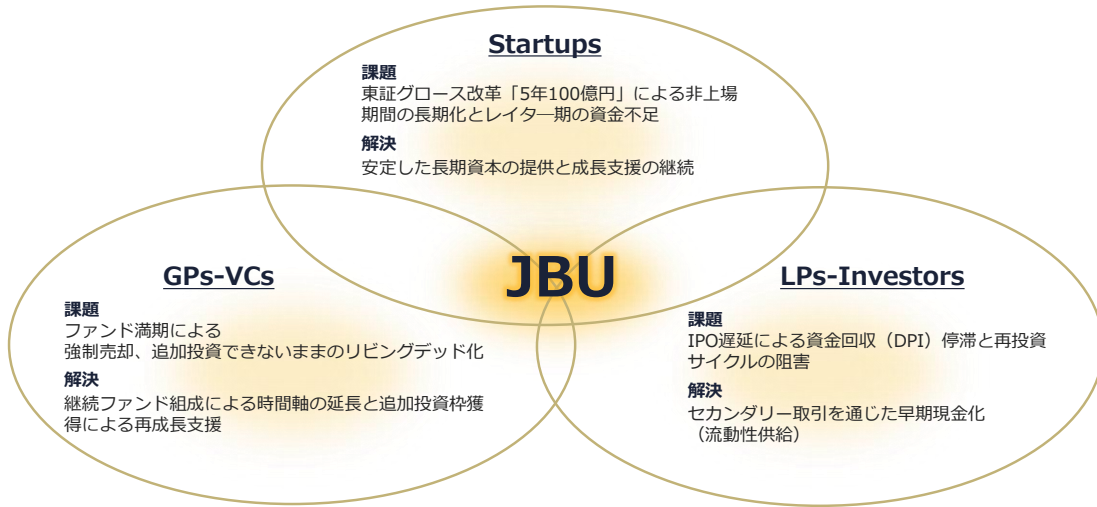 Startups
課題
東証グロース改革「5年100億円」による非上場
期間の長期化とレイター期の資金不足
解決
安定した長期資本の提供と成長支援の継続
JBU
GPs-VCs
課題
ファンド満期による
強制売却、追加投資できないままのリビングデッド化
解決
継続ファンド組成による時間軸の延長と追加投資枠獲
得による再成長支援
LPs-Investors
課題
IPO遅延による資金回収（DPI）停滞と再投資
サイクルの阻害
解決
セカンダリー取引を通じた早期現金化
（流動性供給)